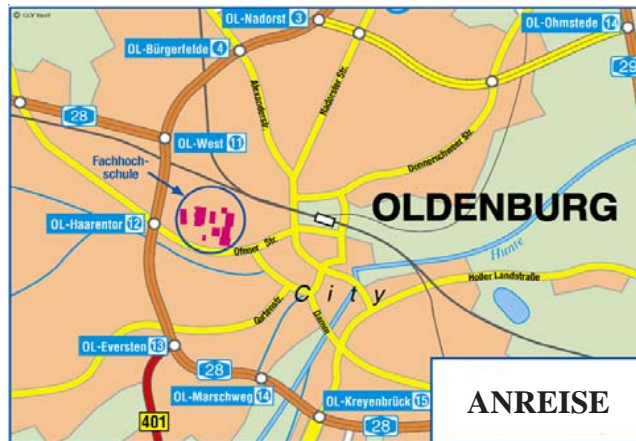 OL-Nadorst 3
OL-Ohmstede 14
OL-Bürgerfelde 4
29
Alexanderstr.
Nadorster Str.
28
OL-West 11
Donnerschweer Str.
Fachhoch-
schule
OLDENBURG
OL-Haarentor 12
Ofener Str.
Hunte
Holler Landstraße
City
Gartenstr.
Damm
OL-Eversten 13
28
OL-Marschweg 14
OL-Kreyenbrück 15
28
401
ANREISE